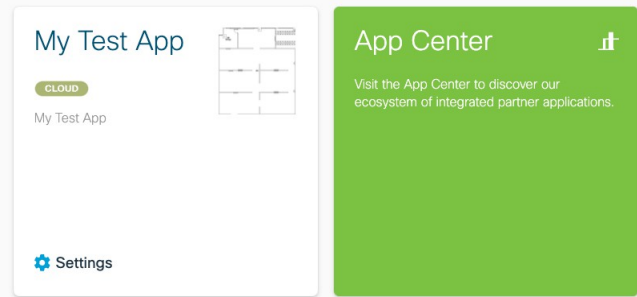 My Test App
CLOUD
My Test App
Settings
App Center
Visit the App Center to discover our
ecosystem of integrated partner applications.